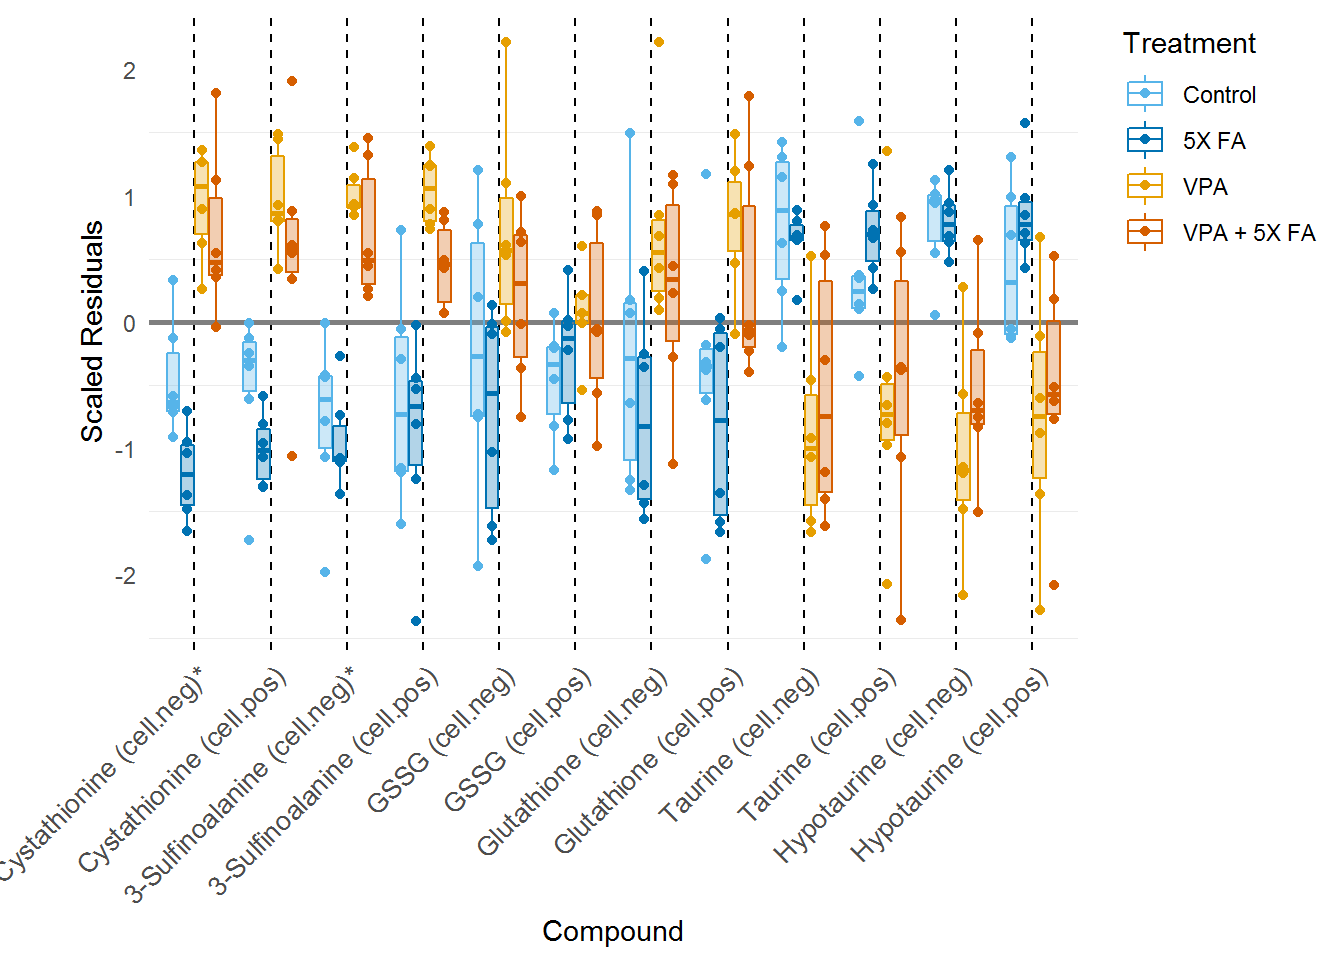 Treatment
Control
5X FA
VPA
VPA + 5X FA
Scaled Residuals
2
1
0
-1
-2
Cystathionine (cell.neg)*
Cystathionine (cell.pos)
3-Sulfinoalanine (cell.neg)*
3-Sulfinoalanine (cell.pos)
GSSG (cell.neg)
GSSG (cell.pos)
Glutathione (cell.neg)
Glutathione (cell.pos)
Taurine (cell.neg)
Taurine (cell.pos)
Hypotaurine (cell.neg)
Hypotaurine (cell.pos)
Compound